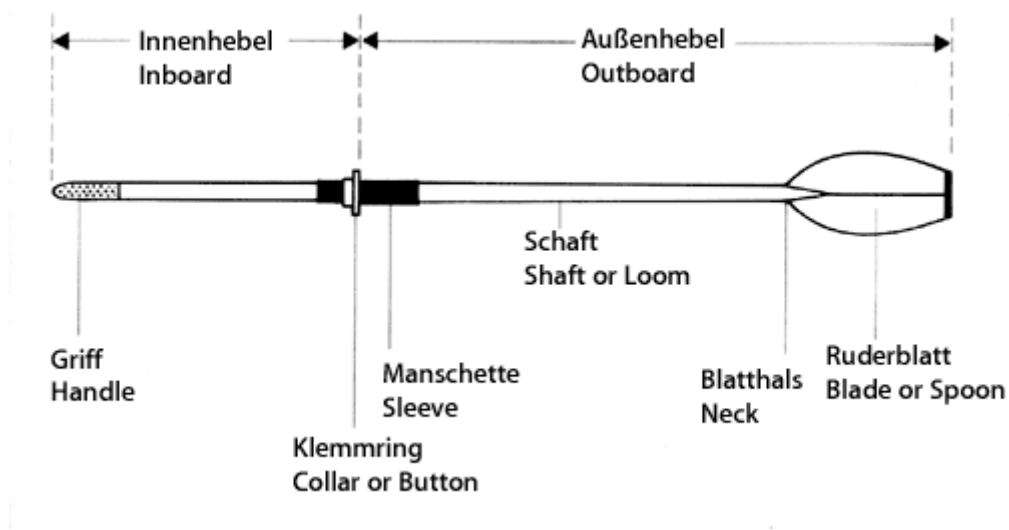 Innenhebel
Inboard
Außenhebel
Outboard
Schaft
Shaft or Loom
Griff
Handle
Manschette
Sleeve
Klemmring
Collar or Button
Blatthals
Neck
Ruderblatt
Blade or Spoon